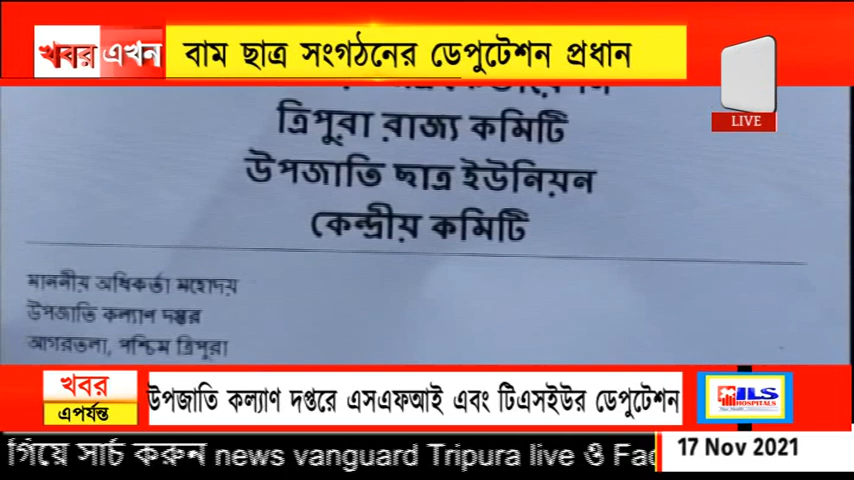 খবর এখন
বাম ছাত্র সংগঠনের ডেপুটেশন প্রধান
LIVE
ত্রিপুরা রাজ্য কমিটি
উপজাতি ছাত্র ইউনিয়ন
কেন্দ্রীয় কমিটি
মাননীয় অধিকর্তা মহোদয়
উপজাতি কল্যাণ দপ্তর
আগরতলা, পশ্চিম ত্রিপুরা
খবর
এপর্যন্ত
উপজাতি কল্যাণ দপ্তরে এসএফআই এবং টিএসইউর ডেপুটেশন
ILS
HOSPITALS
গিয়ে সার্চ করুন news vanguard Tripura live ও Fac
17 Nov 2021